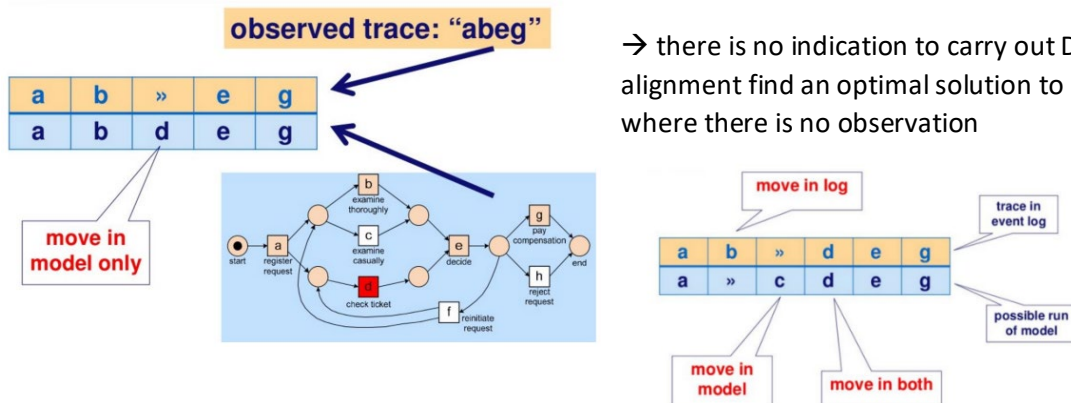 observed trace: “abeg”
a b » e g
a b d e g
move in
model only
b
examine
thoroughly
c
examine
casually
d
check ticket
a
register
request
start
e
decide
f
reinitiate
request
g
pay
compensation
h
reject
request
end
→ there is no indication to carry out D
alignment find an optimal solution to
where there is no observation
move in log
trace in
event log
a b » d e g
a » c d e g
possible run
of model
move in
model
move in both